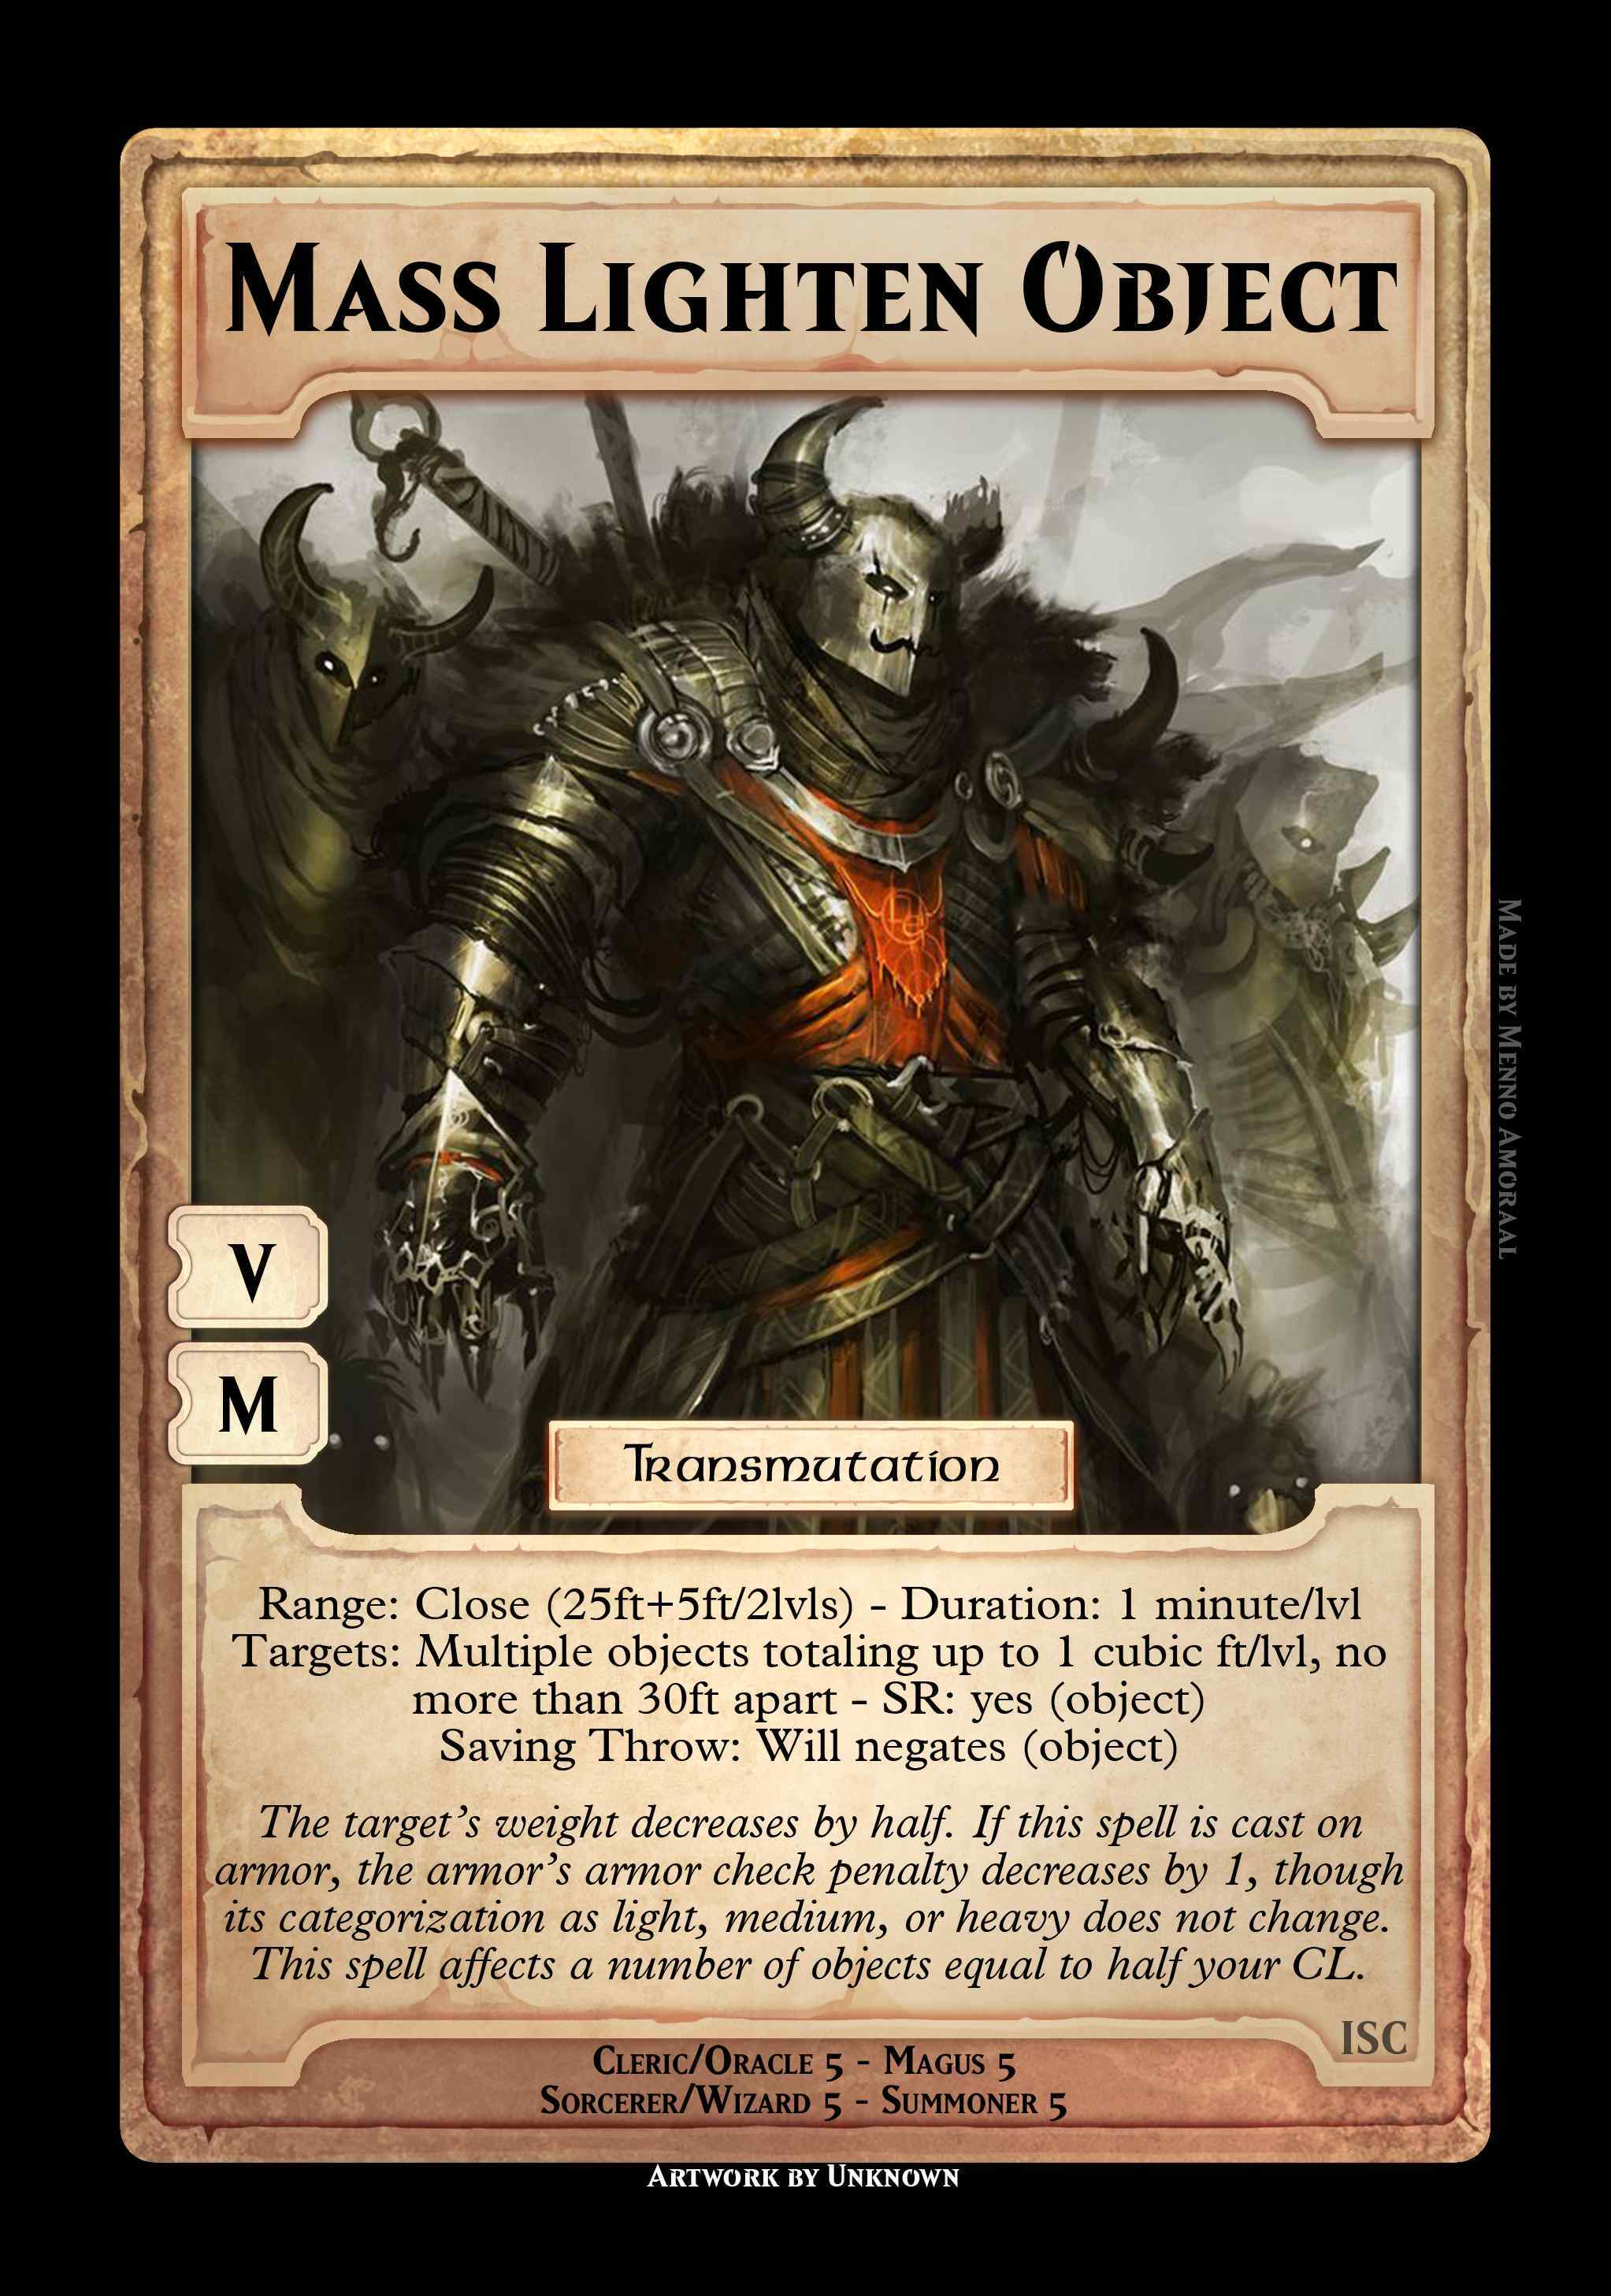 Mass Lighten Object
Made by Menno Amoraal
V
M
Transmutation
Range: Close (25ft+5ft/2lvls) - Duration: 1 minute/lvl
Targets: Multiple objects totaling up to 1 cubic ft/lvl, no
more than 30ft apart - SR: yes (object)
Saving Throw: Will negates (object)
The target's weight decreases by half. If this spell is cast on
armor, the armor's armor check penalty decreases by 1, though
its categorization as light, medium, or heavy does not change.
This spell affects a number of objects equal to half your CL.
ISC
Cleric/Oracle 5 - Magus 5
Sorcerer/Wizard 5 - Summoner 5
Artwork by Unknown